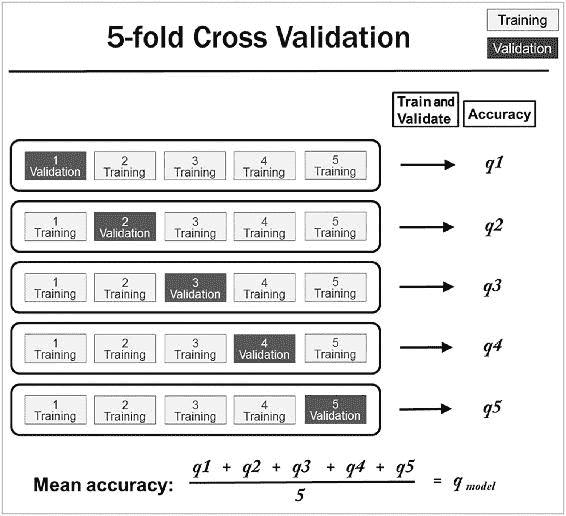 Training
5-fold Cross Validation
Validation
Train and
Validate
Accuracy
1 2 3 4 5
Validation Training Training Training Training
q1
1 2 3 4 5
Training Validation Training Training Training
q2
1 2 3 4 5
Training Training Validation Training Training
q3
1 2 3 4 5
Training Training Training Validation Training
q4
1 2 3 4 5
Training Training Training Training Validation
q5
q1 + q2 + q3 + q4 + q5
Mean accuracy: = q model
5